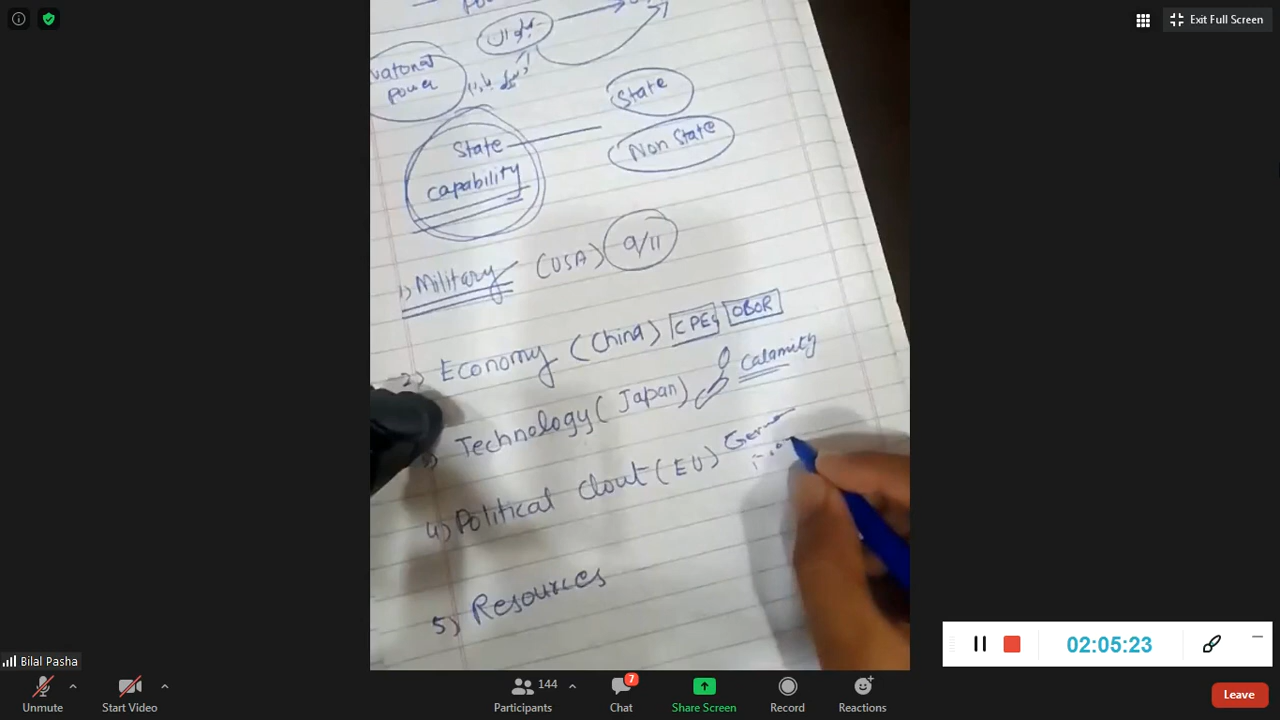 Exit Full Screen
national
power
State
Non State
State
capability
1) Military (USA) 9/11
2) Economy (China) CPEC OBOR
Technology (Japan) Calamity
4) Political Clout (EU) German
5) Resources
02:05:23
Bilal Pasha
144
7
Unmute
Start Video
Participants
Chat
Share Screen
Record
Reactions
Leave